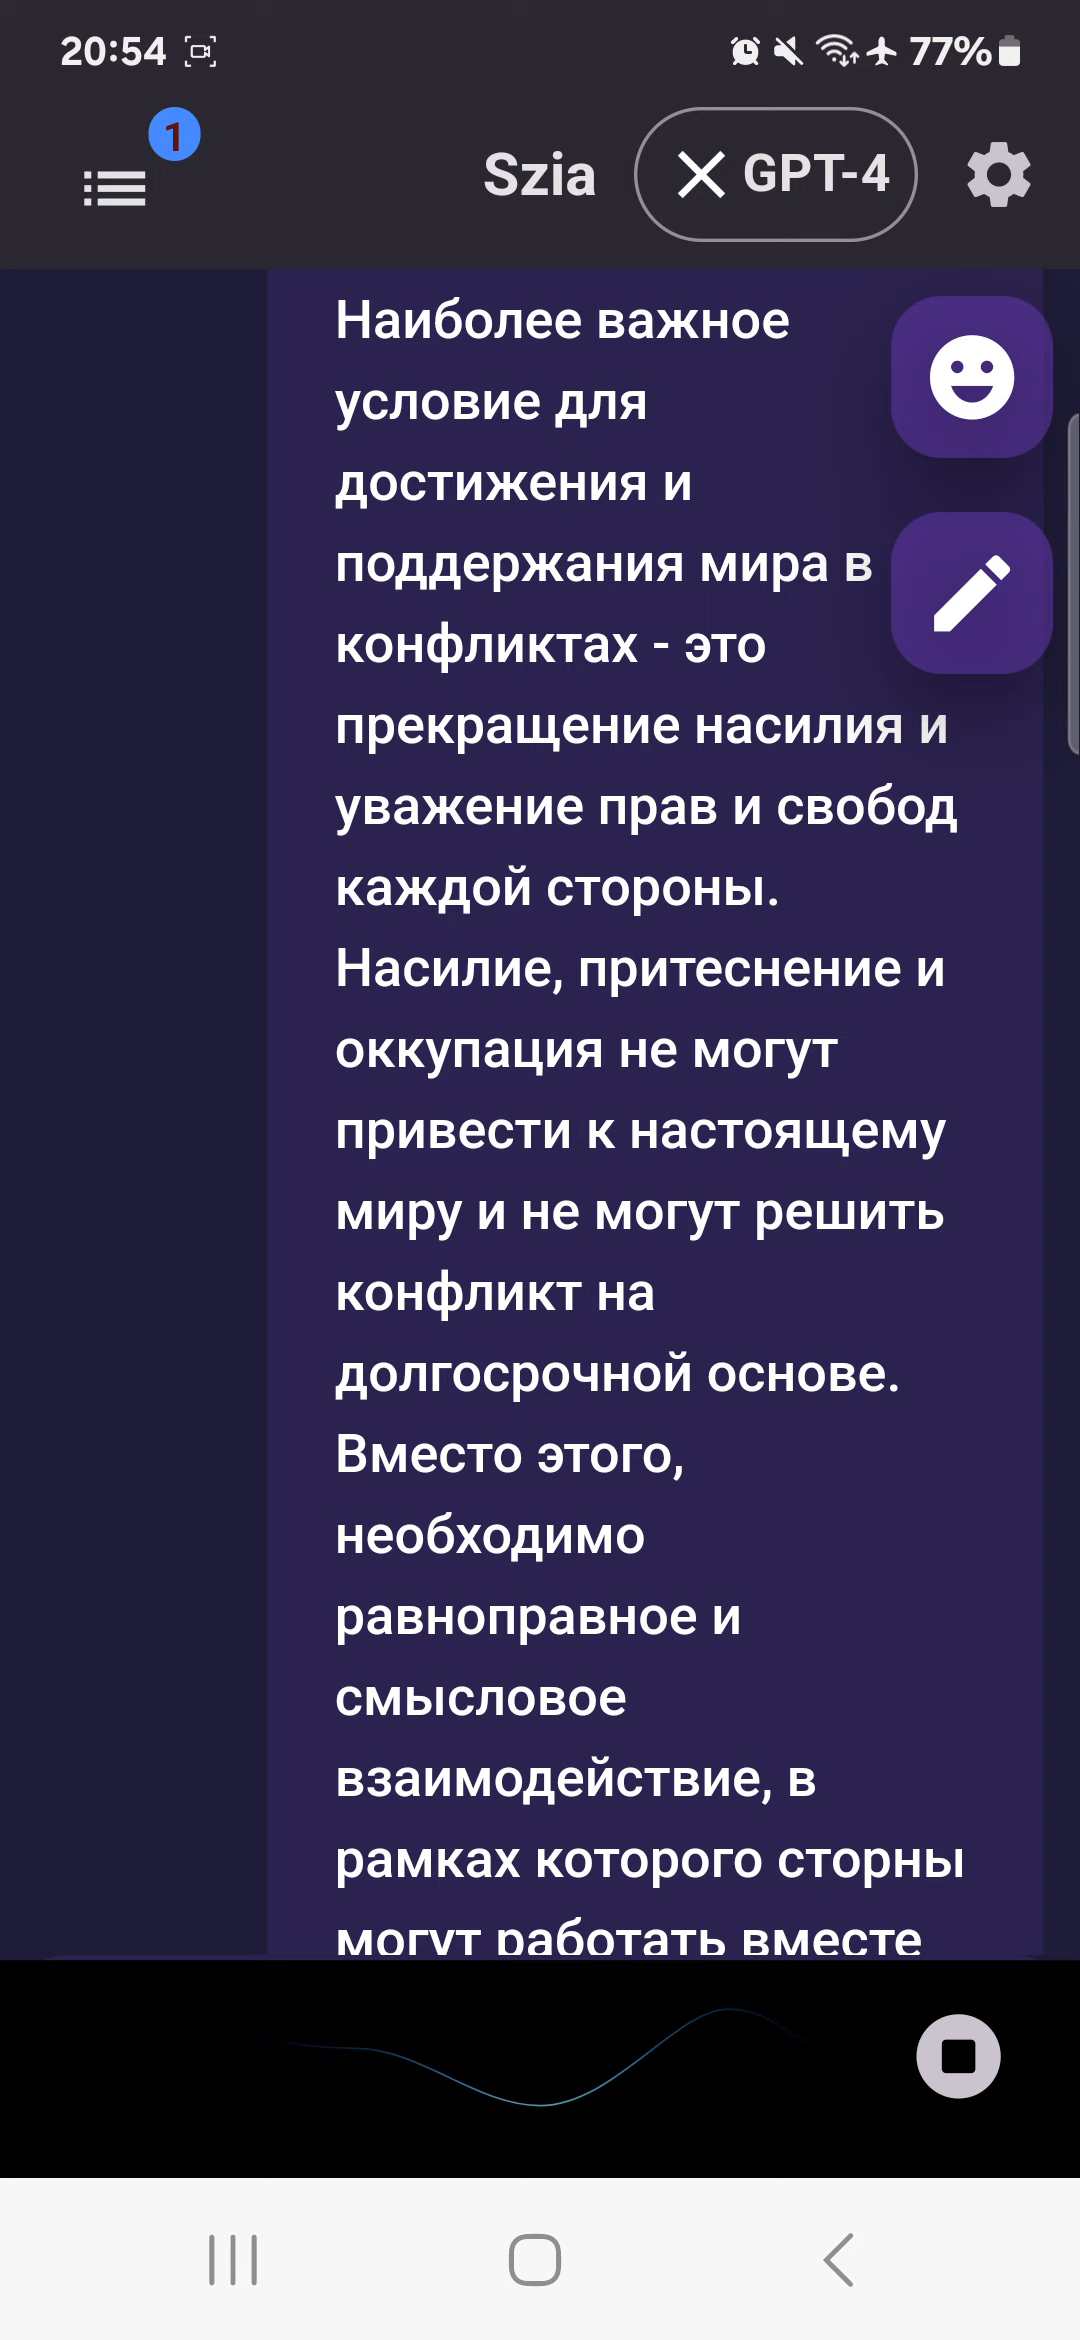 20:54 77%
1
Szia GPT-4
Наиболее важное
условие для
достижения и
поддержания мира в
конфликтах - это
прекращение насилия и
уважение прав и свобод
каждой стороны.
Насилие, притеснение и
оккупация не могут
привести к настоящему
миру и не могут решить
конфликт на
долгосрочной основе.
Вместо этого,
необходимо
равноправное и
смысловое
взаимодействие, в
рамках которого сторны
могут работать вместе